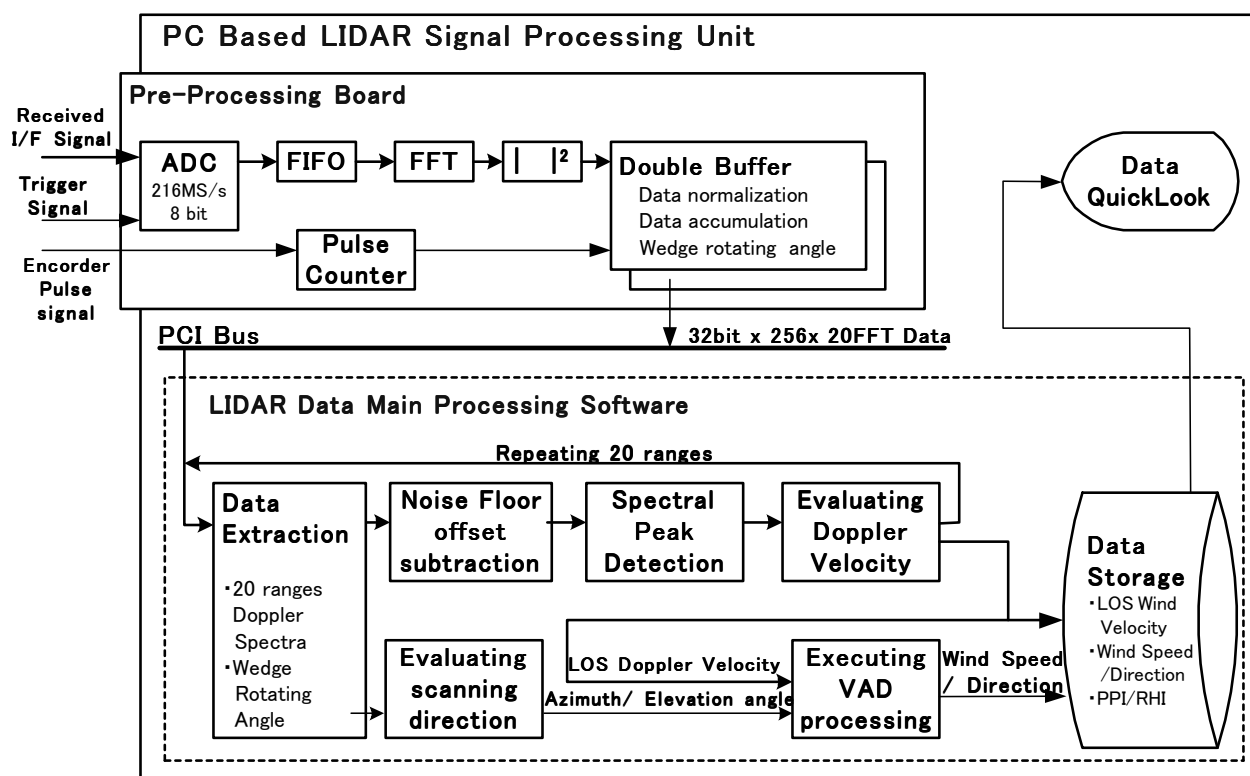 PC Based LIDAR Signal Processing Unit
Pre-Processing Board
Received
I/F Signal
Trigger
Signal
Encorder
Pulse
signal
ADC
216MS/s
8 bit
FIFO
FFT
| |²
Pulse
Counter
Double Buffer
Data normalization
Data accumulation
Wedge rotating angle
Data
QuickLook
PCI Bus
32bit x 256x 20FFT Data
LIDAR Data Main Processing Software
Repeating 20 ranges
Data
Extraction
・20 ranges
Doppler
Spectra
・Wedge
Rotating
Angle
Noise Floor
offset
subtraction
Spectral
Peak
Detection
Evaluating
Doppler
Velocity
Evaluating
scanning
direction
LOS Doppler Velocity
Azimuth/ Elevation angle
Executing
VAD
processing
Wind Speed
/ Direction
Data
Storage
・LOS Wind
Velocity
・Wind Speed
/Direction
・PPI/RHI